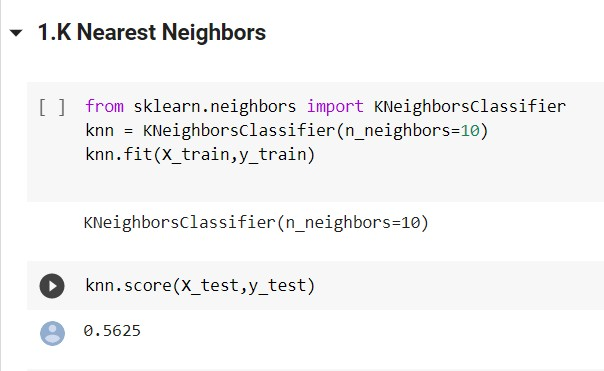 1.K Nearest Neighbors
[ ] from sklearn.neighbors import KNeighborsClassifier
knn = KNeighborsClassifier(n_neighbors=10)
knn.fit(X_train,y_train)
KNeighborsClassifier(n_neighbors=10)
knn.score(X_test,y_test)
0.5625